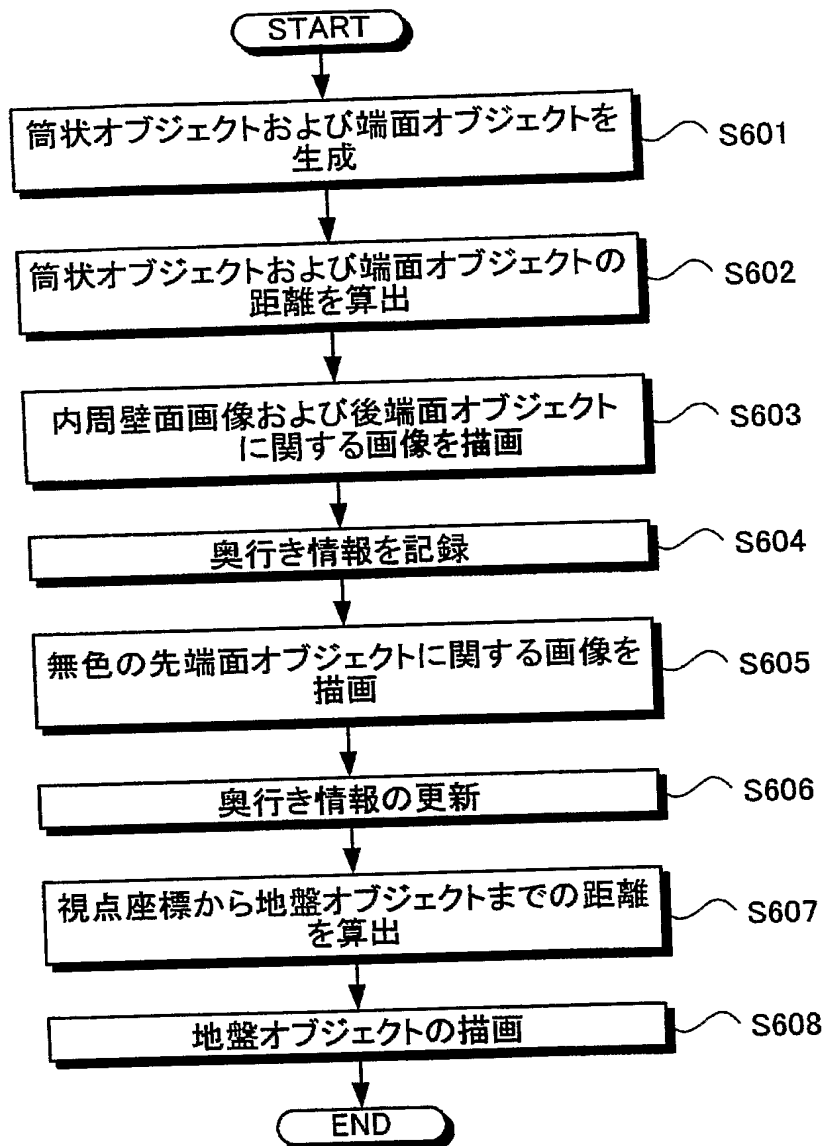 START
筒状オブジェクトおよび端面オブジェクトを
生成
S601
筒状オブジェクトおよび端面オブジェクトの
距離を算出
S602
内周壁面画像および後端面オブジェクト
に関する画像を描画
S603
奥行き情報を記録
S604
無色の先端面オブジェクトに関する画像を
描画
S605
奥行き情報の更新
S606
視点座標から地盤オブジェクトまでの距離
を算出
S607
地盤オブジェクトの描画
S608
END